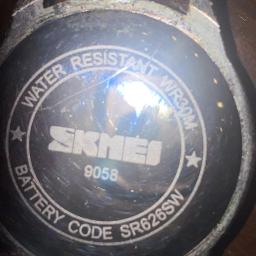 WATER RESISTANT WR30M
SKMEI
9058
BATTERY CODE SR626SW